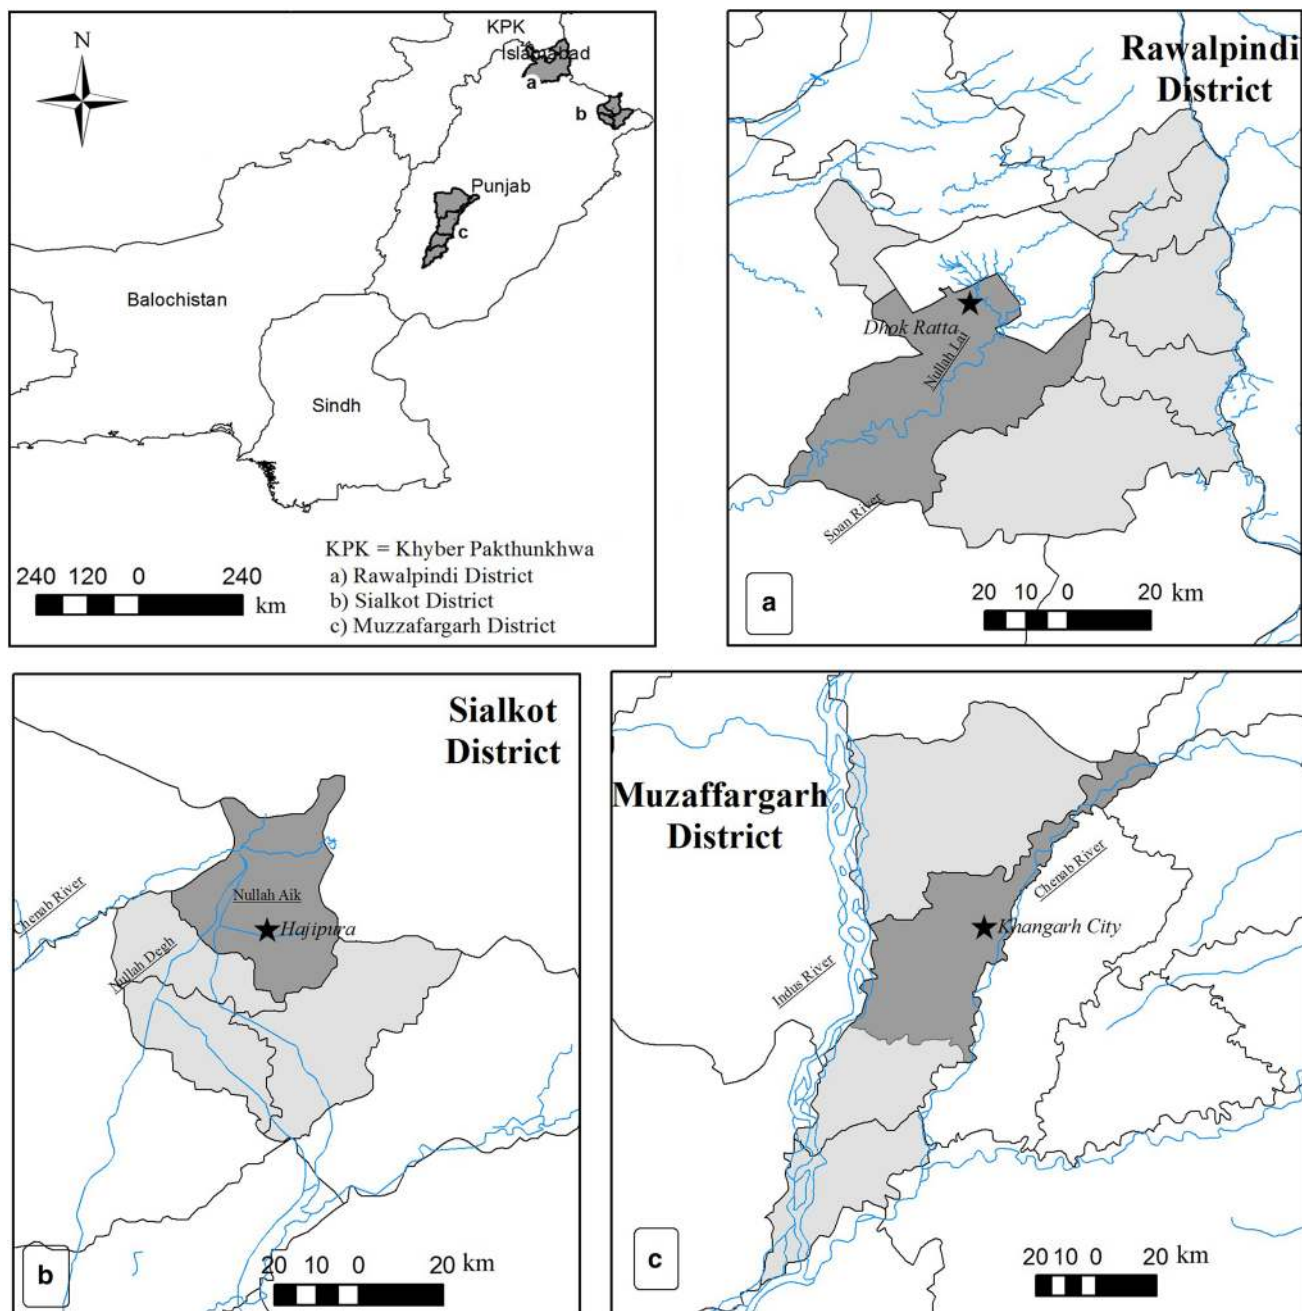 N
KPK
Islamabad
a
b
Punjab
c
Balochistan
Sindh
KPK = Khyber Pakthunkhwa
a) Rawalpindi District
b) Sialkot District
c) Muzzafargarh District
240 120 0 240
km
Rawalpindi
District
Dhok Ratta
Nullah Lai
Soan River
a
20 10 0 20 km
Sialkot
District
Chenab River
Nullah Aik
Hajipura
Nullah Degh
b
20 10 0 20 km
Muzaffargarh
District
Chenab River
Khangarh City
Indus River
c
20 10 0 20 km